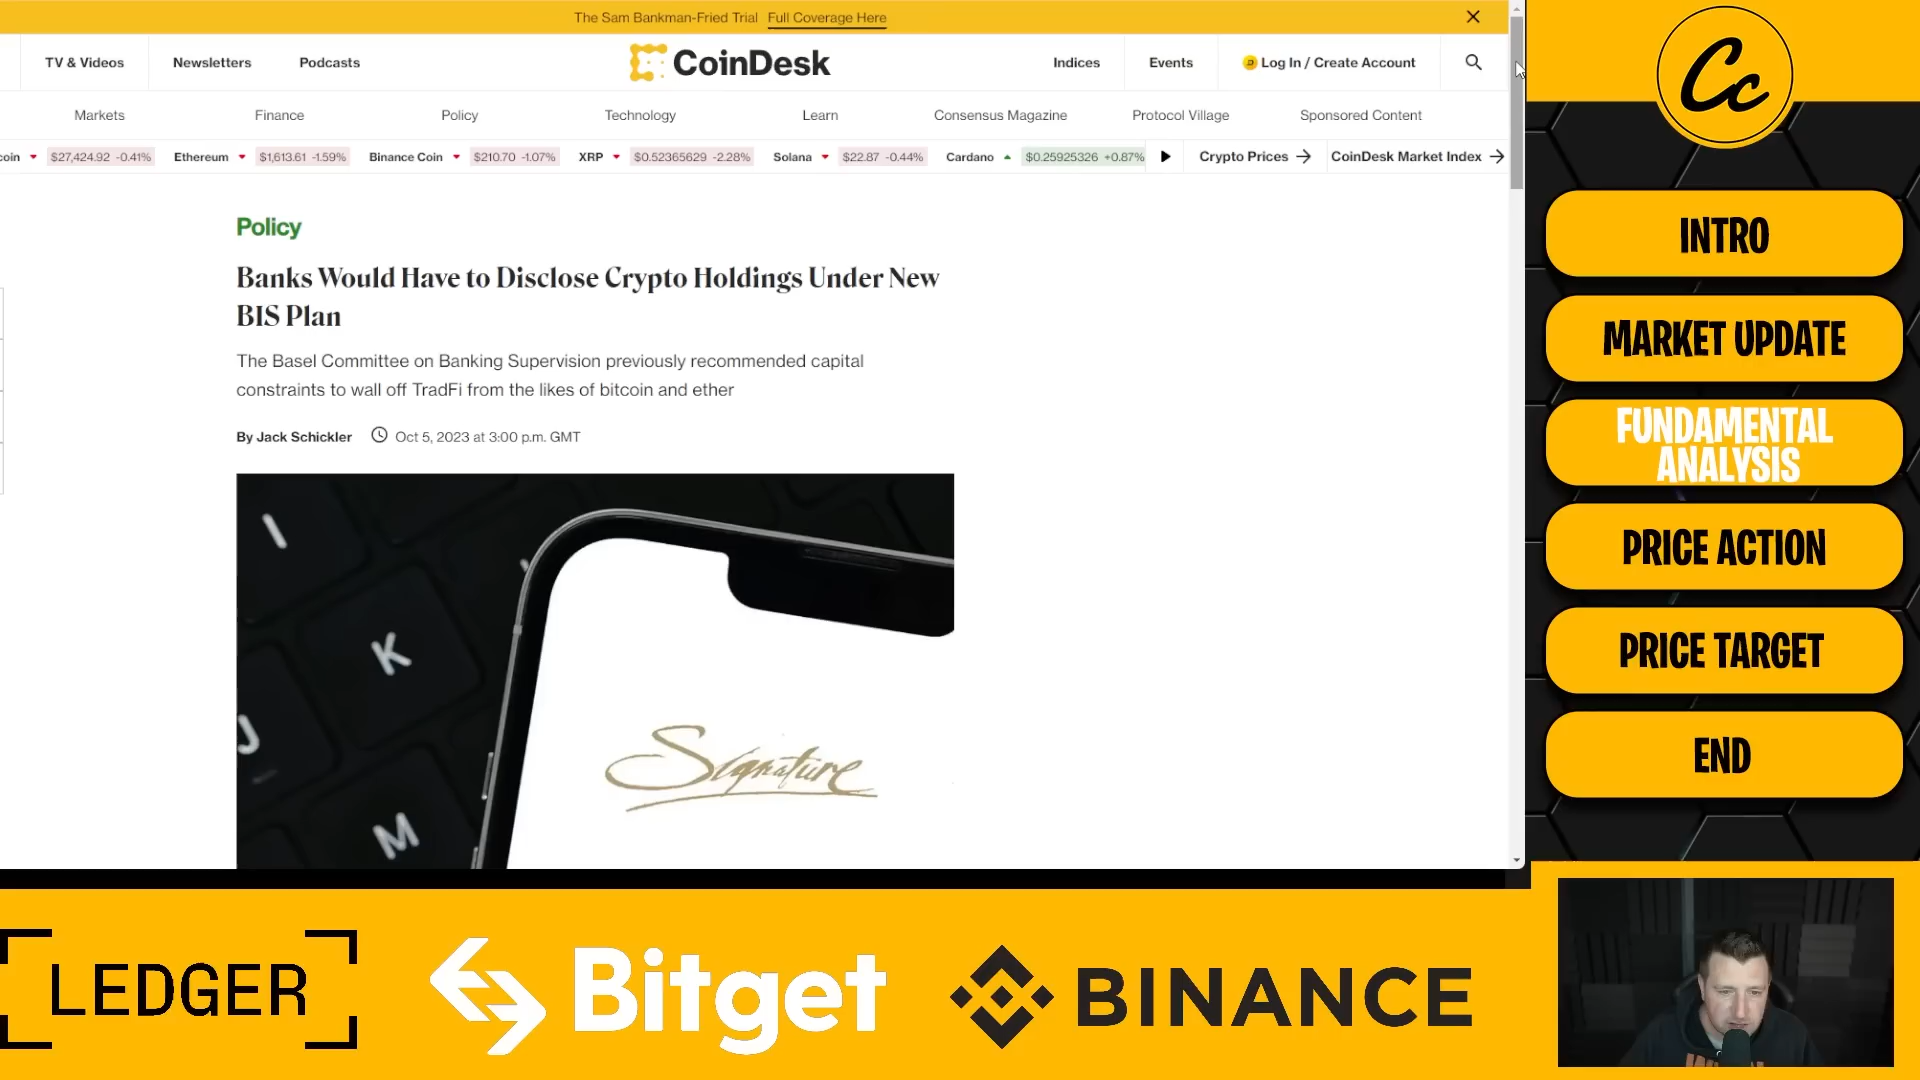 The Sam Bankman-Fried Trial Full Coverage Here
TV & Videos Newsletters Podcasts CoinDesk Indices Events Log In / Create Account
Markets Finance Policy Technology Learn Consensus Magazine Protocol Village Sponsored Content
coin $27,424.92 -0.41% Ethereum $1,613.61 -1.59% Binance Coin $210.70 -1.07% XRP $0.52365629 -2.28% Solana $22.87 -0.44% Cardano $0.25925326 +0.87% Crypto Prices CoinDesk Market Index
Policy
Banks Would Have to Disclose Crypto Holdings Under New
BIS Plan
The Basel Committee on Banking Supervision previously recommended capital
constraints to wall off TradFi from the likes of bitcoin and ether
By Jack Schickler Oct 5, 2023 at 3:00 p.m. GMT
I
K
J
M
Signature
Cc
INTRO
MARKET UPDATE
FUNDAMENTAL
ANALYSIS
PRICE ACTION
PRICE TARGET
END
LEDGER Bitget BINANCE